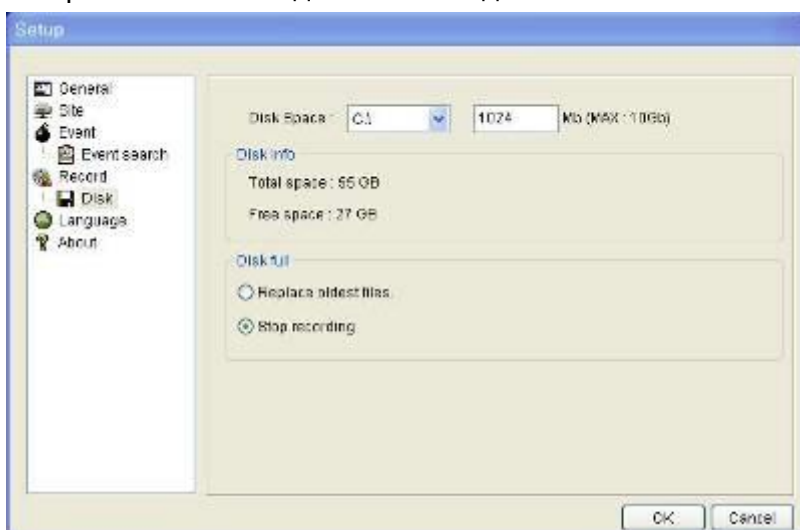 Setup
General
Site
Event
Event search
Record
Disk
Language
About
Disk Space : C:\ 1024 Mb (MAX : 10Gb)
Disk info
Total space : 55 GB
Free space : 27 GB
Disk full
Replace oldest files.
Stop recording
OK Cancel